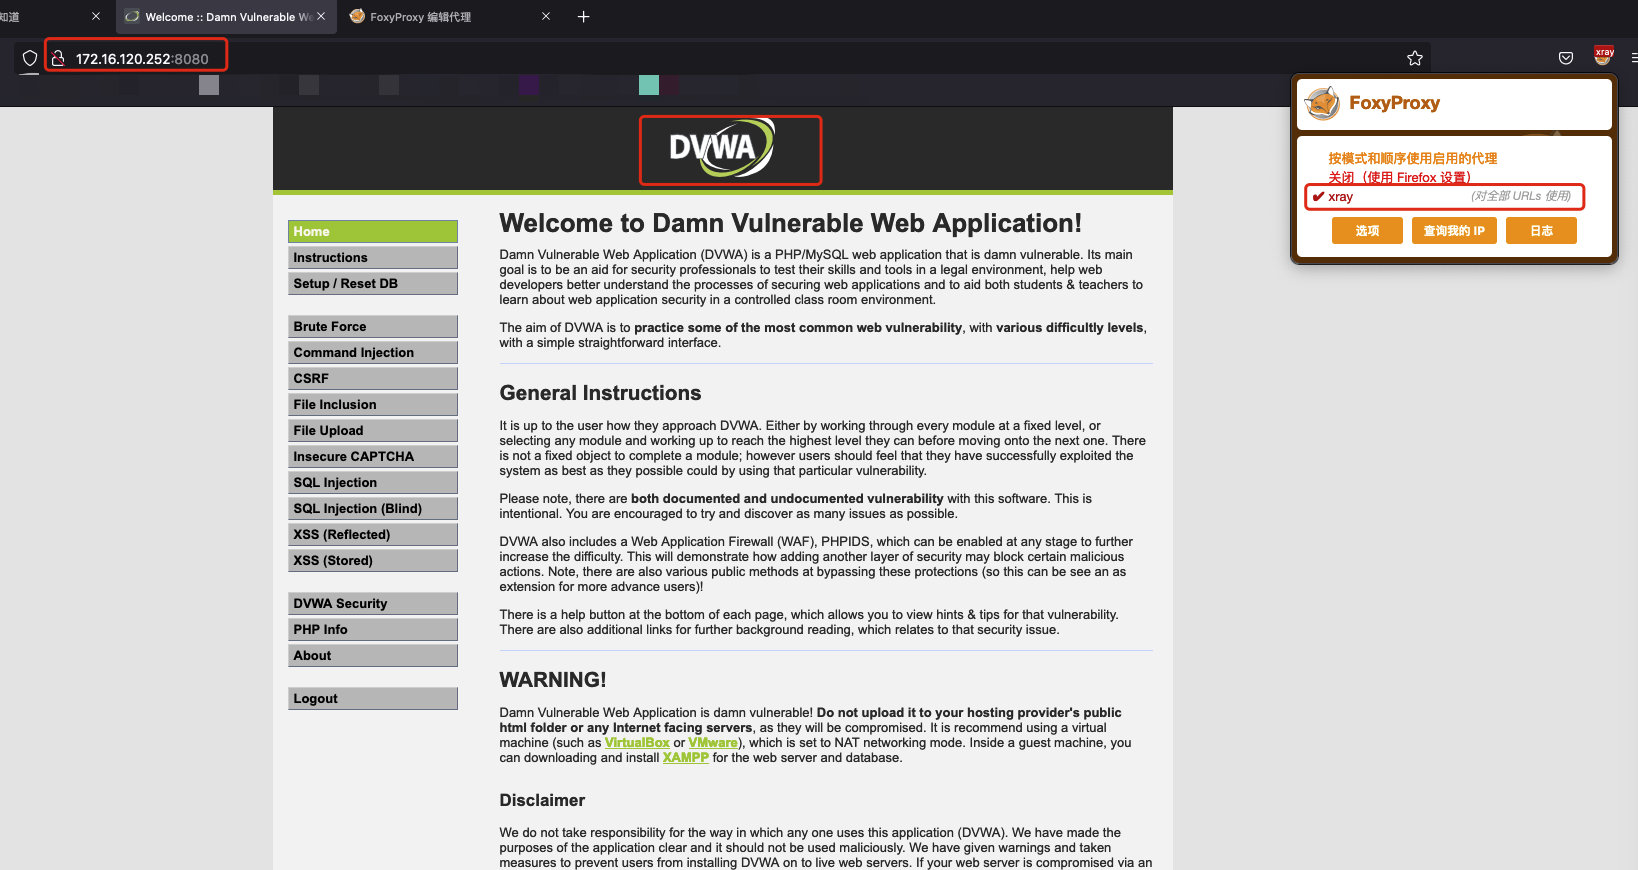 知道
Welcome :: Damn Vulnerable We
FoxyProxy 编辑代理
172.16.120.252:8080
xray
FoxyProxy
按模式和顺序使用启用的代理
关闭（使用 Firefox 设置）
✔ xray (对全部 URLs 使用)
选项 查询我的 IP 日志
DVWA
Home
Instructions
Setup / Reset DB
Brute Force
Command Injection
CSRF
File Inclusion
File Upload
Insecure CAPTCHA
SQL Injection
SQL Injection (Blind)
XSS (Reflected)
XSS (Stored)
DVWA Security
PHP Info
About
Logout
Welcome to Damn Vulnerable Web Application!
Damn Vulnerable Web Application (DVWA) is a PHP/MySQL web application that is damn vulnerable. Its main
goal is to be an aid for security professionals to test their skills and tools in a legal environment, help web
developers better understand the processes of securing web applications and to aid both students & teachers to
learn about web application security in a controlled class room environment.
The aim of DVWA is to practice some of the most common web vulnerability, with various difficultly levels,
with a simple straightforward interface.
General Instructions
It is up to the user how they approach DVWA. Either by working through every module at a fixed level, or
selecting any module and working up to reach the highest level they can before moving onto the next one. There
is not a fixed object to complete a module; however users should feel that they have successfully exploited the
system as best as they possible could by using that particular vulnerability.
Please note, there are both documented and undocumented vulnerability with this software. This is
intentional. You are encouraged to try and discover as many issues as possible.
DVWA also includes a Web Application Firewall (WAF), PHPIDS, which can be enabled at any stage to further
increase the difficulty. This will demonstrate how adding another layer of security may block certain malicious
actions. Note, there are also various public methods at bypassing these protections (so this can be see an as
extension for more advance users)!
There is a help button at the bottom of each page, which allows you to view hints & tips for that vulnerability.
There are also additional links for further background reading, which relates to that security issue.
WARNING!
Damn Vulnerable Web Application is damn vulnerable! Do not upload it to your hosting provider's public
html folder or any Internet facing servers, as they will be compromised. It is recommend using a virtual
machine (such as VirtualBox or VMware), which is set to NAT networking mode. Inside a guest machine, you
can downloading and install XAMPP for the web server and database.
Disclaimer
We do not take responsibility for the way in which any one uses this application (DVWA). We have made the
purposes of the application clear and it should not be used maliciously. We have given warnings and taken
measures to prevent users from installing DVWA on to live web servers. If your web server is compromised via an